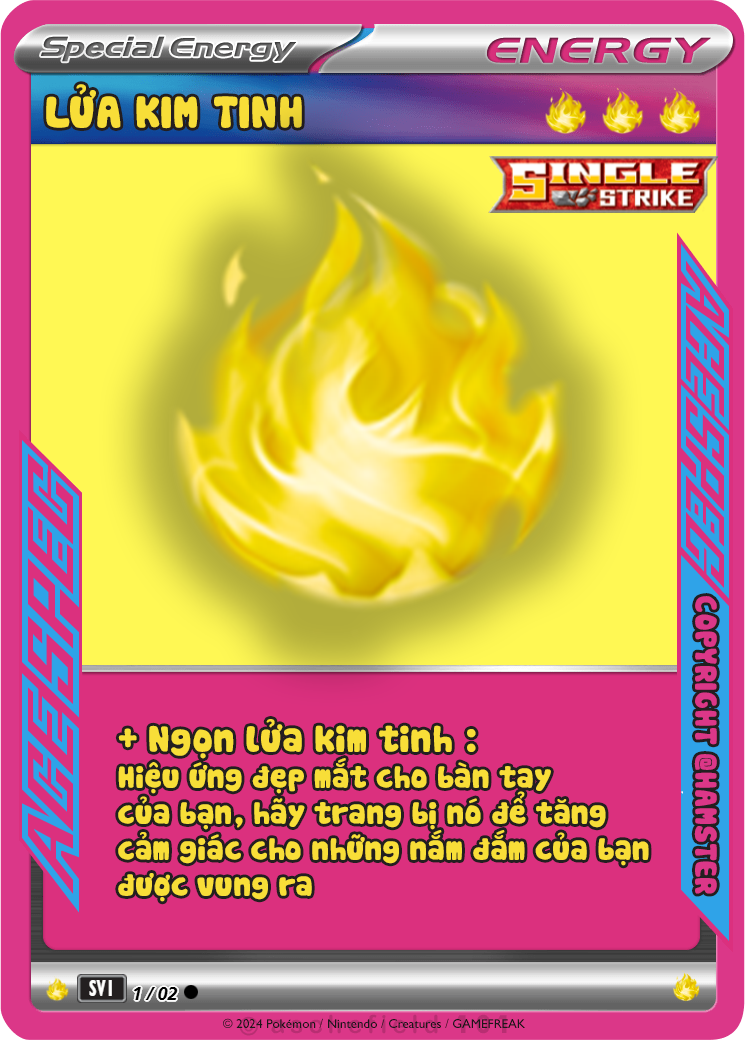 Special Energy
ENERGY
LỬA KIM TINH
SINGLE
STRIKE
ACESPEC
ACESPEC
COPYRIGHT @HAMSTER
+ Ngọn lửa kim tinh :
Hiệu ứng đẹp mắt cho bàn tay
của bạn, hãy trang bị nó để tăng
cảm giác cho những nắm đấm của bạn
được vung ra
SVI
1 / 02
© 2024 Pokémon / Nintendo / Creatures / GAMEFREAK